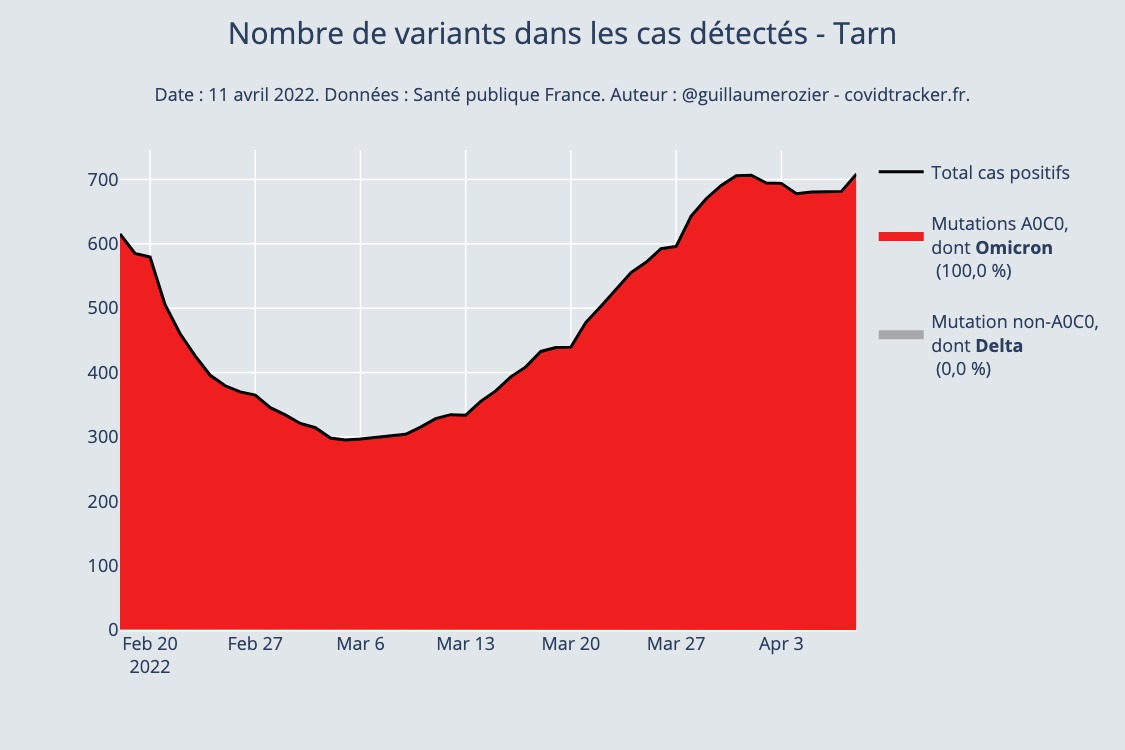 Nombre de variants dans les cas détectés - Tarn
Date : 11 avril 2022. Données : Santé publique France. Auteur : @guillaumerozier - covidtracker.fr.
700
600
500
400
300
200
100
0
Feb 20
2022
Feb 27
Mar 6
Mar 13
Mar 20
Mar 27
Apr 3
Total cas positifs
Mutations A0C0,
dont Omicron
(100,0 %)
Mutation non-A0C0,
dont Delta
(0,0 %)